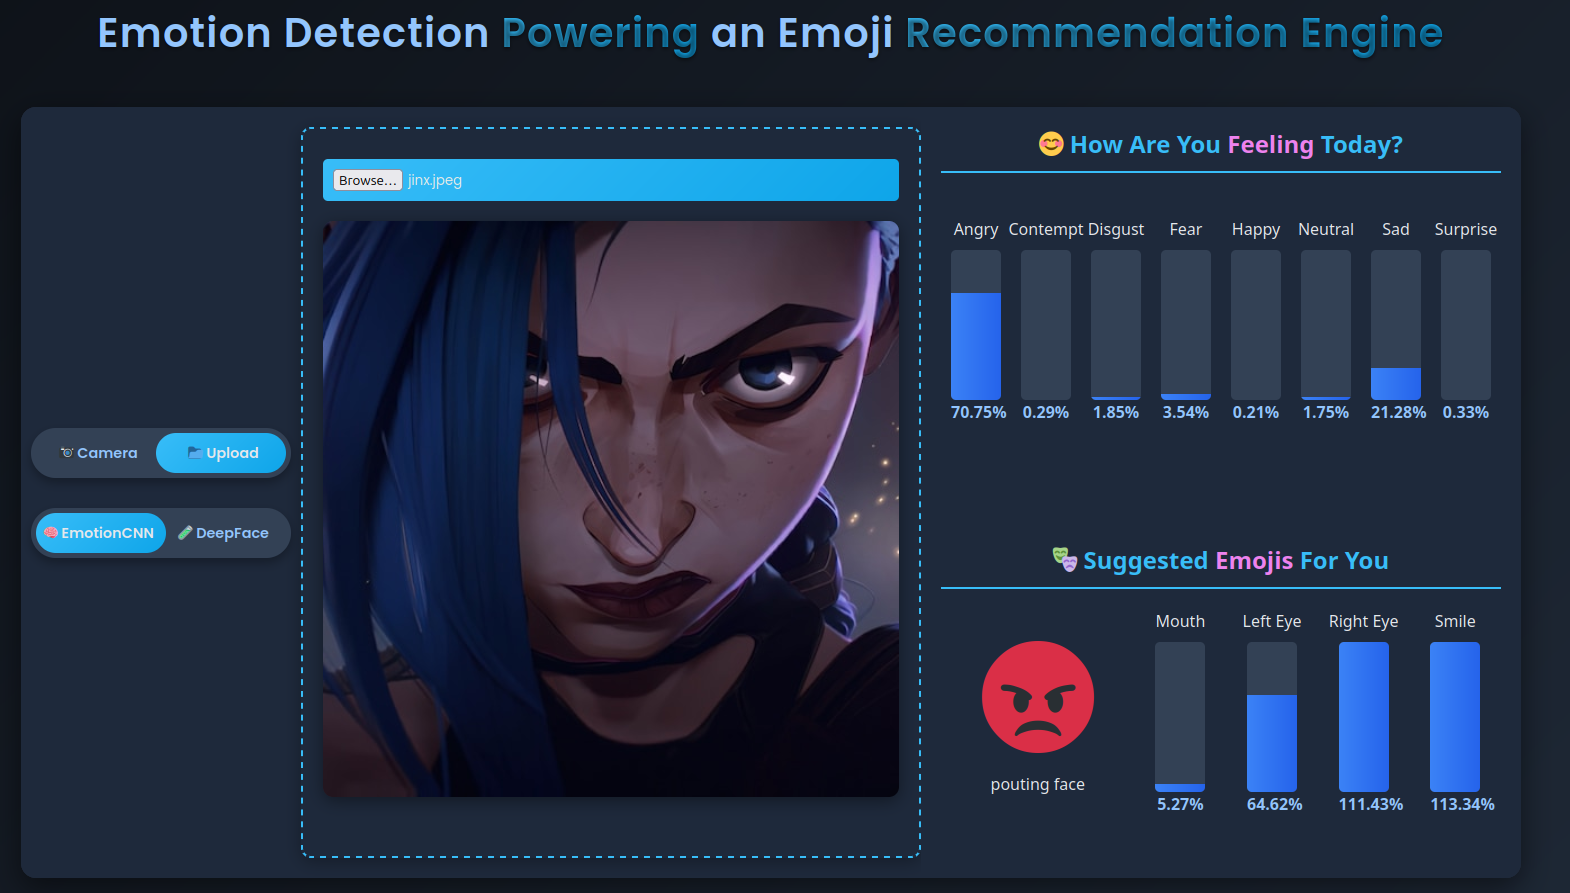 Emotion Detection Powering an Emoji Recommendation Engine
Browse... jinx.jpeg
Camera Upload
EmotionCNN DeepFace
How Are You Feeling Today?
Angry Contempt Disgust Fear Happy Neutral Sad Surprise
70.75% 0.29% 1.85% 3.54% 0.21% 1.75% 21.28% 0.33%
Suggested Emojis For You
Mouth Left Eye Right Eye Smile
pouting face
5.27% 64.62% 111.43% 113.34%